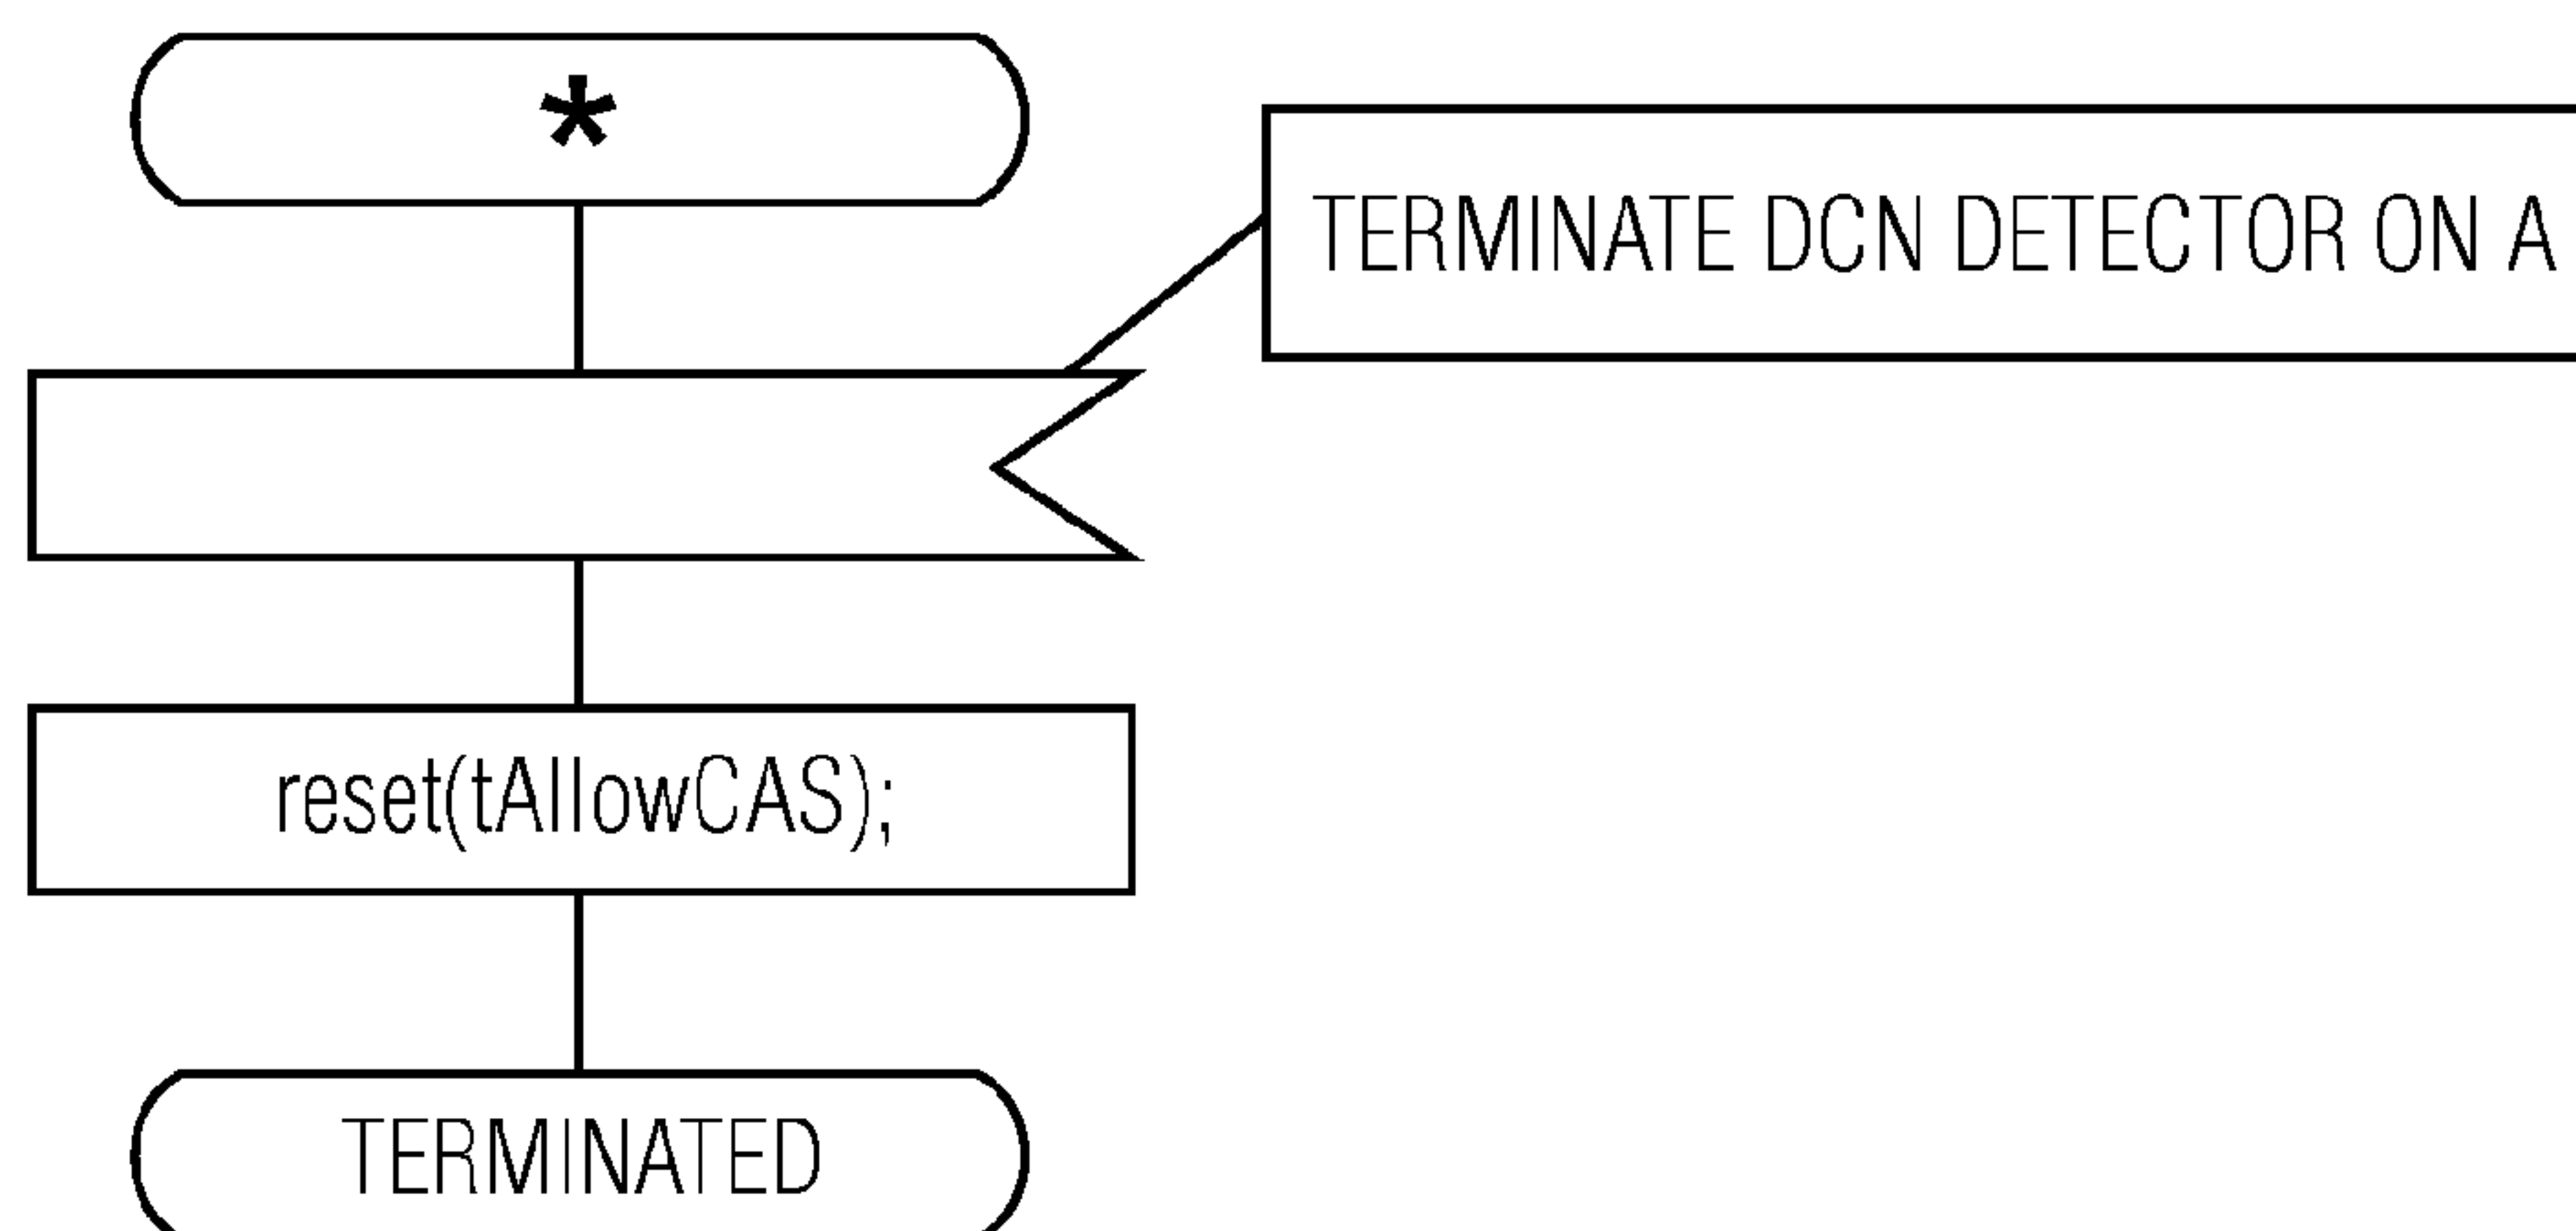 *
TERMINATE DCN DETECTOR ON A
reset(tAllowCAS);
TERMINATED